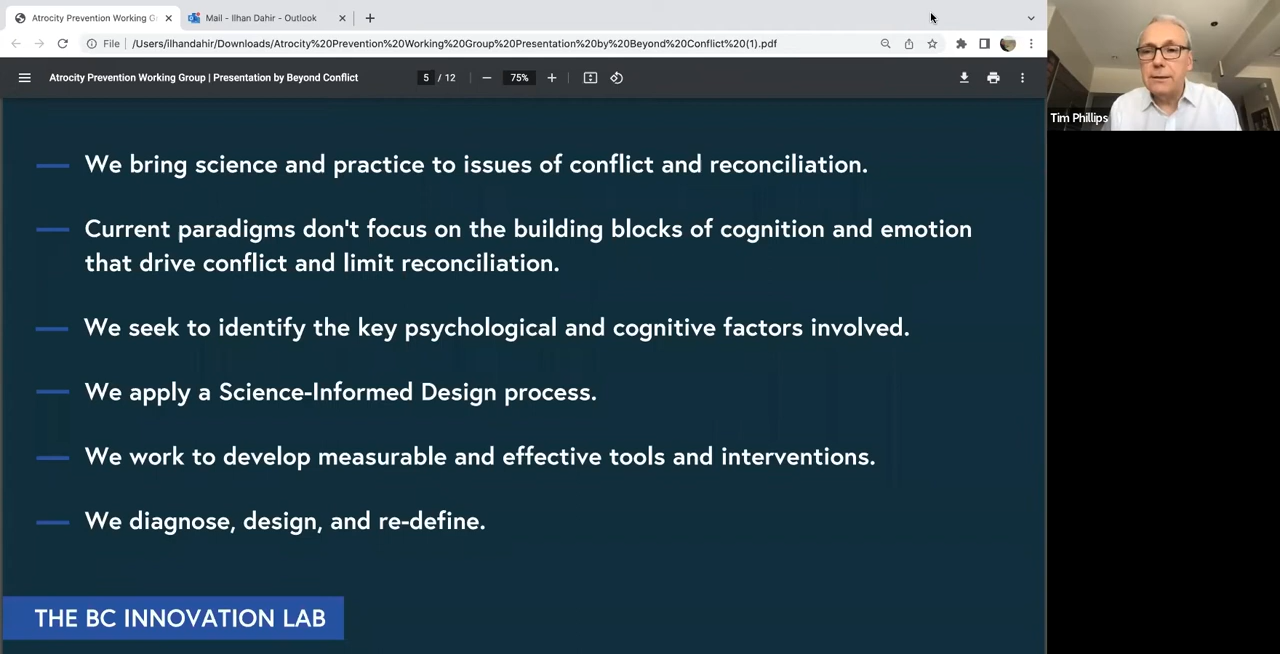 Atrocity Prevention Working G
Mail - Ilhan Dahir - Outlook
File
/Users/ilhandahir/Downloads/Atrocity%20Prevention%20Working%20Group%20Presentation%20by%20Beyond%20Conflict%20(1).pdf
Atrocity Prevention Working Group | Presentation by Beyond Conflict
5 / 12
75%
Tim Phillips
We bring science and practice to issues of conflict and reconciliation.
Current paradigms don't focus on the building blocks of cognition and emotion
that drive conflict and limit reconciliation.
We seek to identify the key psychological and cognitive factors involved.
We apply a Science-Informed Design process.
We work to develop measurable and effective tools and interventions.
We diagnose, design, and re-define.
THE BC INNOVATION LAB